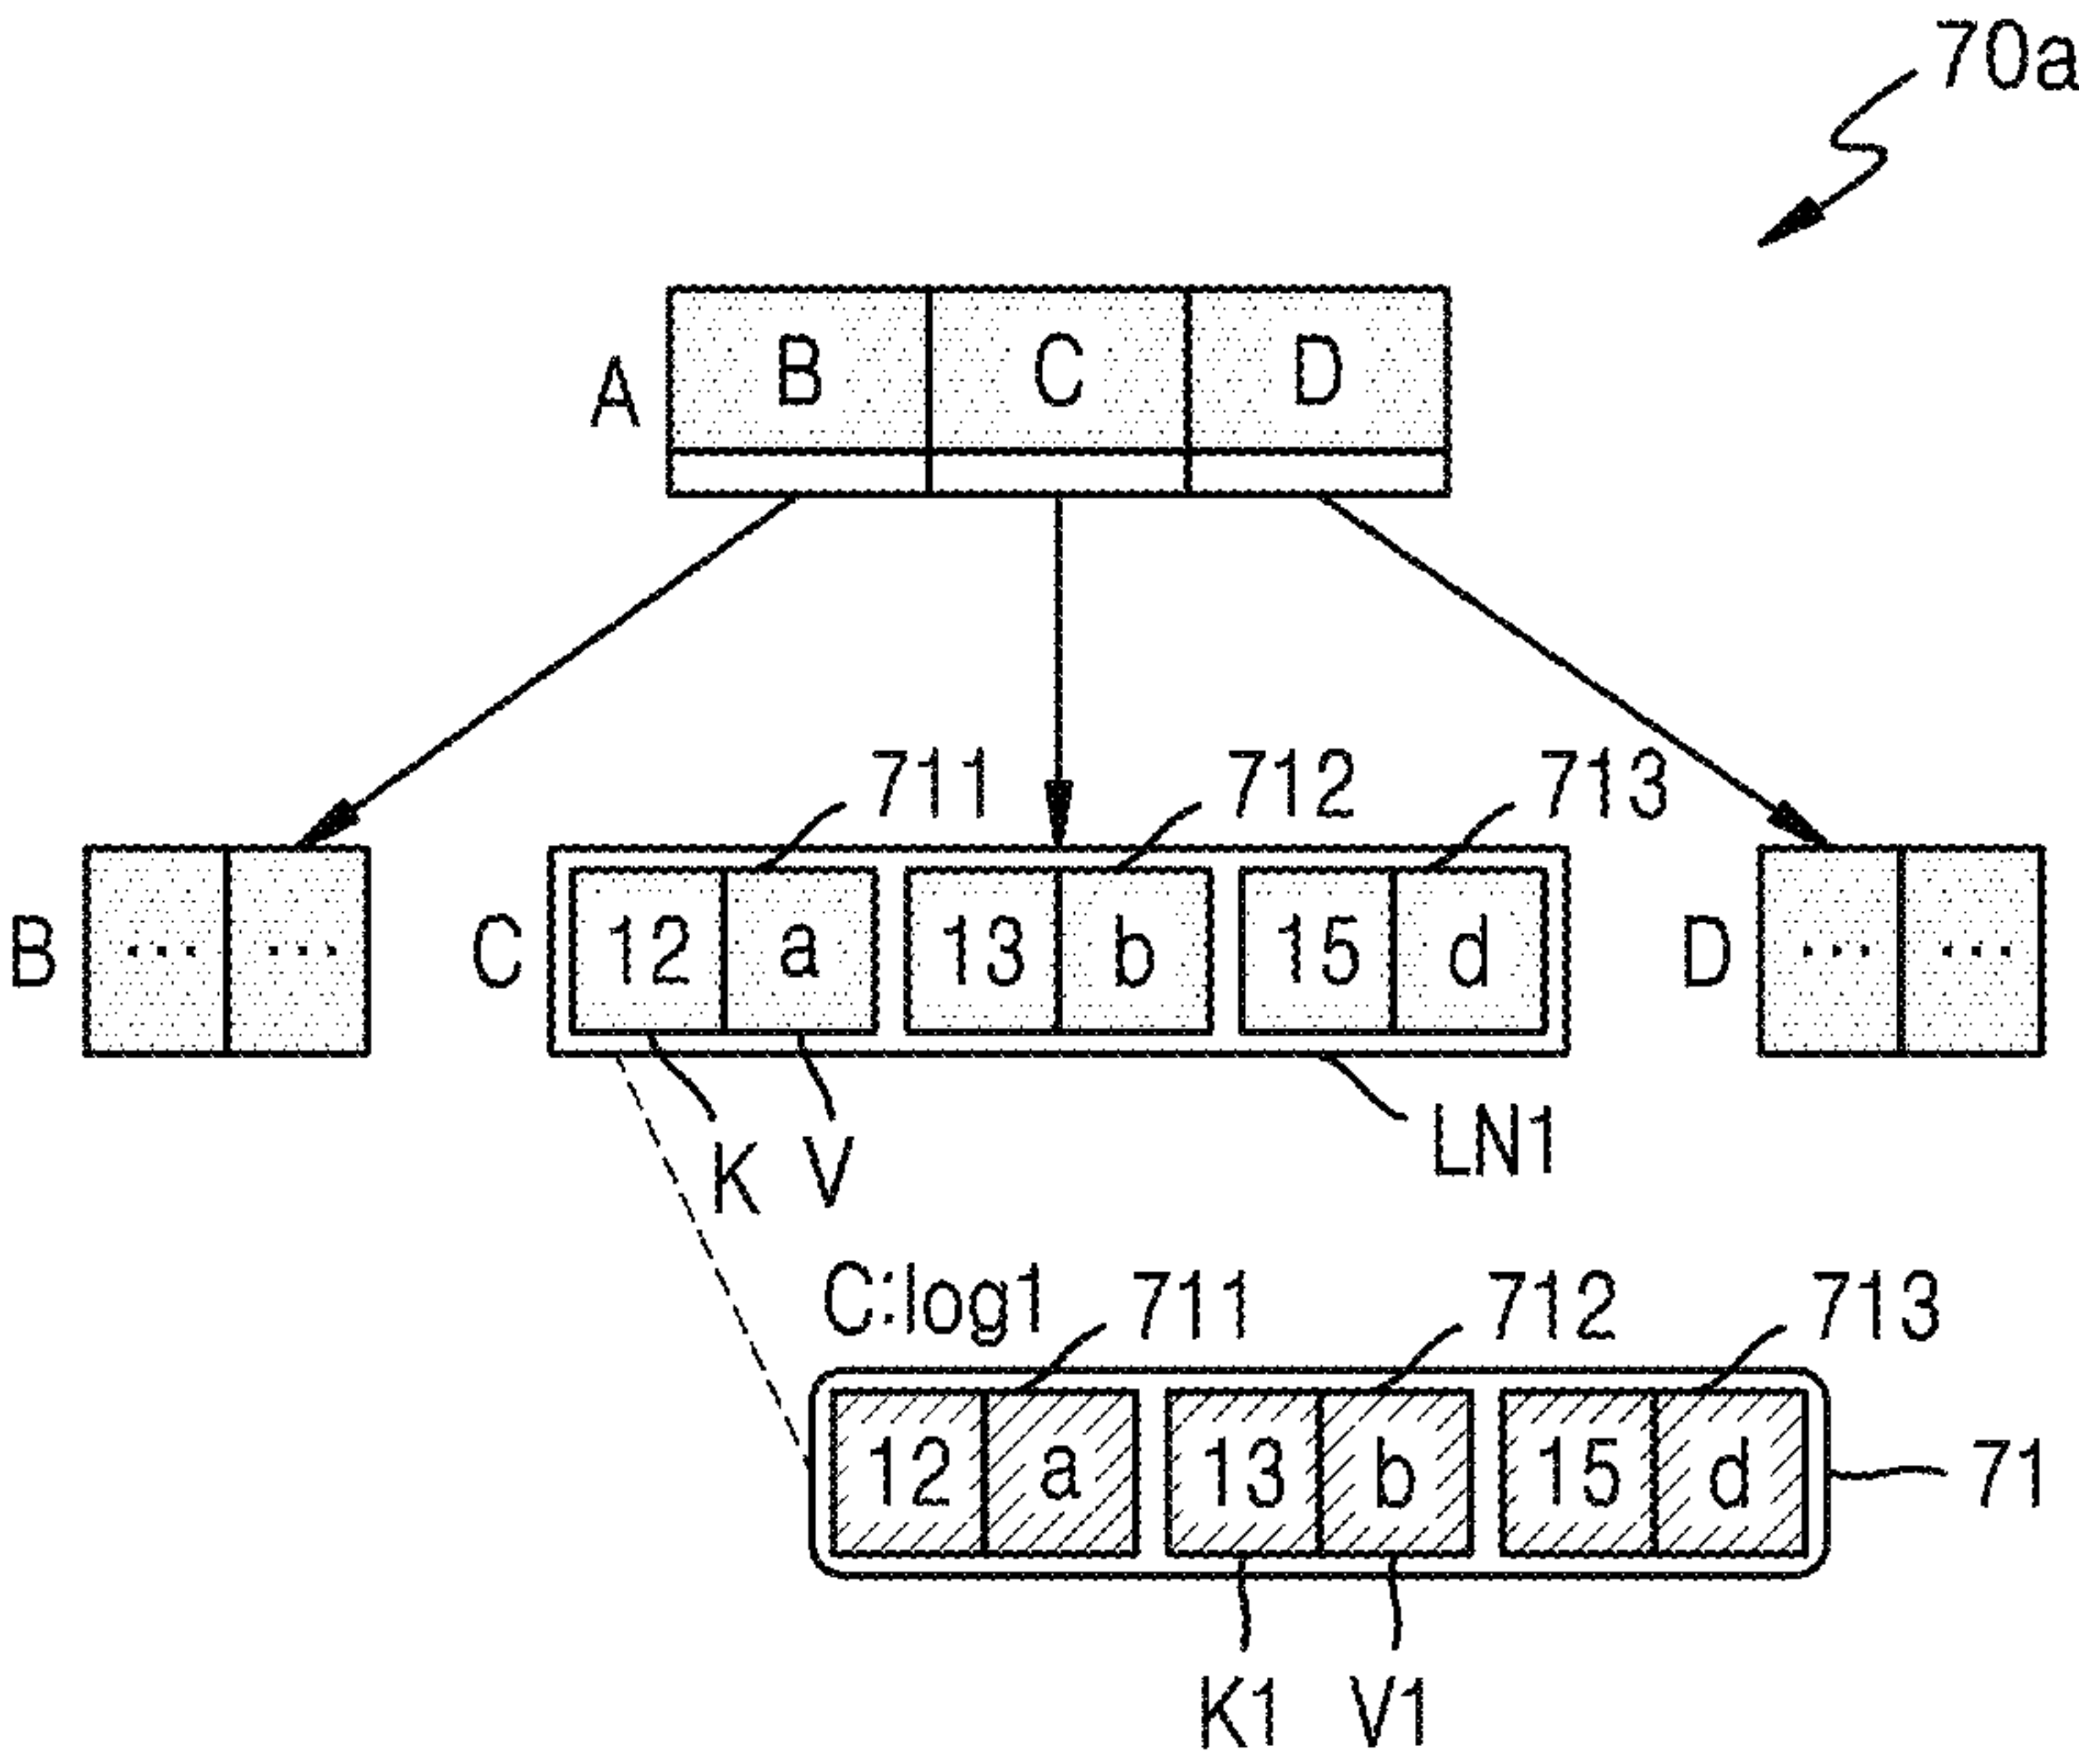 70a
A B C D
711 712 713
B ... ... C 12 a 13 b 15 d D ... ...
K V LN1
C:log1 711 712 713
12 a 13 b 15 d 71
K1 V1